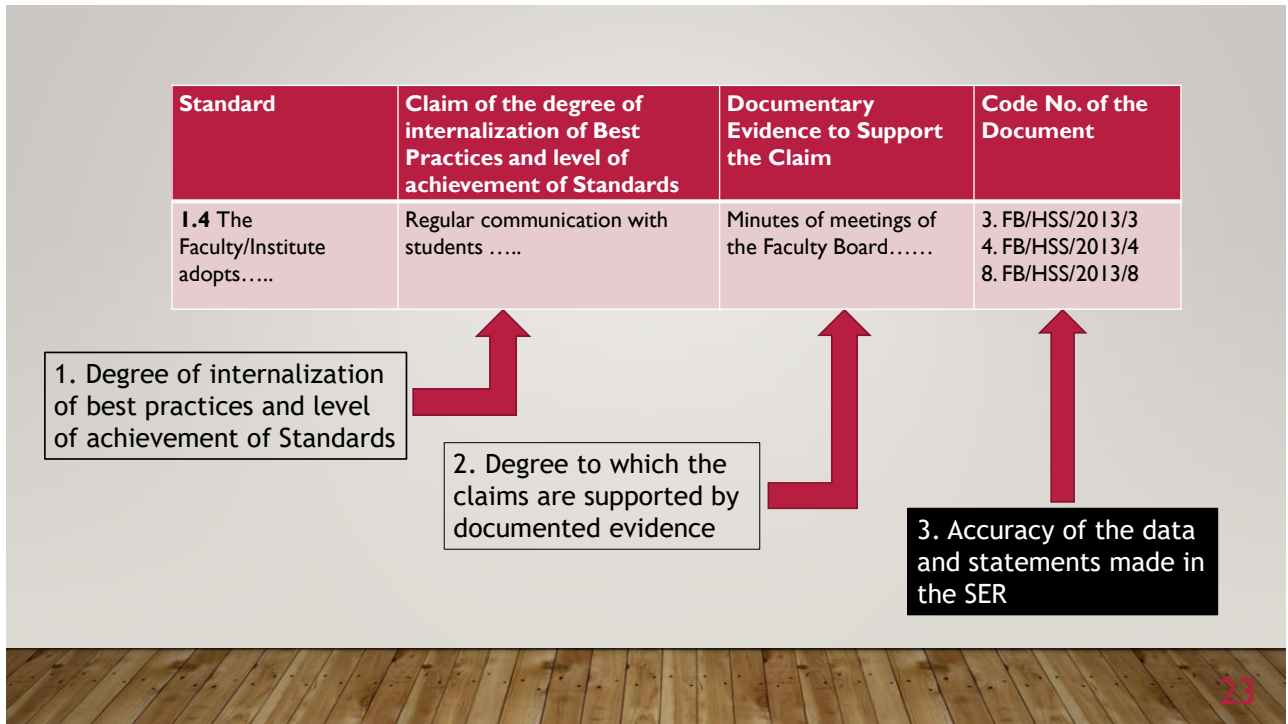 Standard
Claim of the degree of
internalization of Best
Practices and level of
achievement of Standards
Documentary
Evidence to Support
the Claim
Code No. of the
Document
1.4 The
Faculty/Institute
adopts…..
Regular communication with
students …..
Minutes of meetings of
the Faculty Board……
3. FB/HSS/2013/3
4. FB/HSS/2013/4
8. FB/HSS/2013/8
1. Degree of internalization
of best practices and level
of achievement of Standards
2. Degree to which the
claims are supported by
documented evidence
3. Accuracy of the data
and statements made in
the SER
23